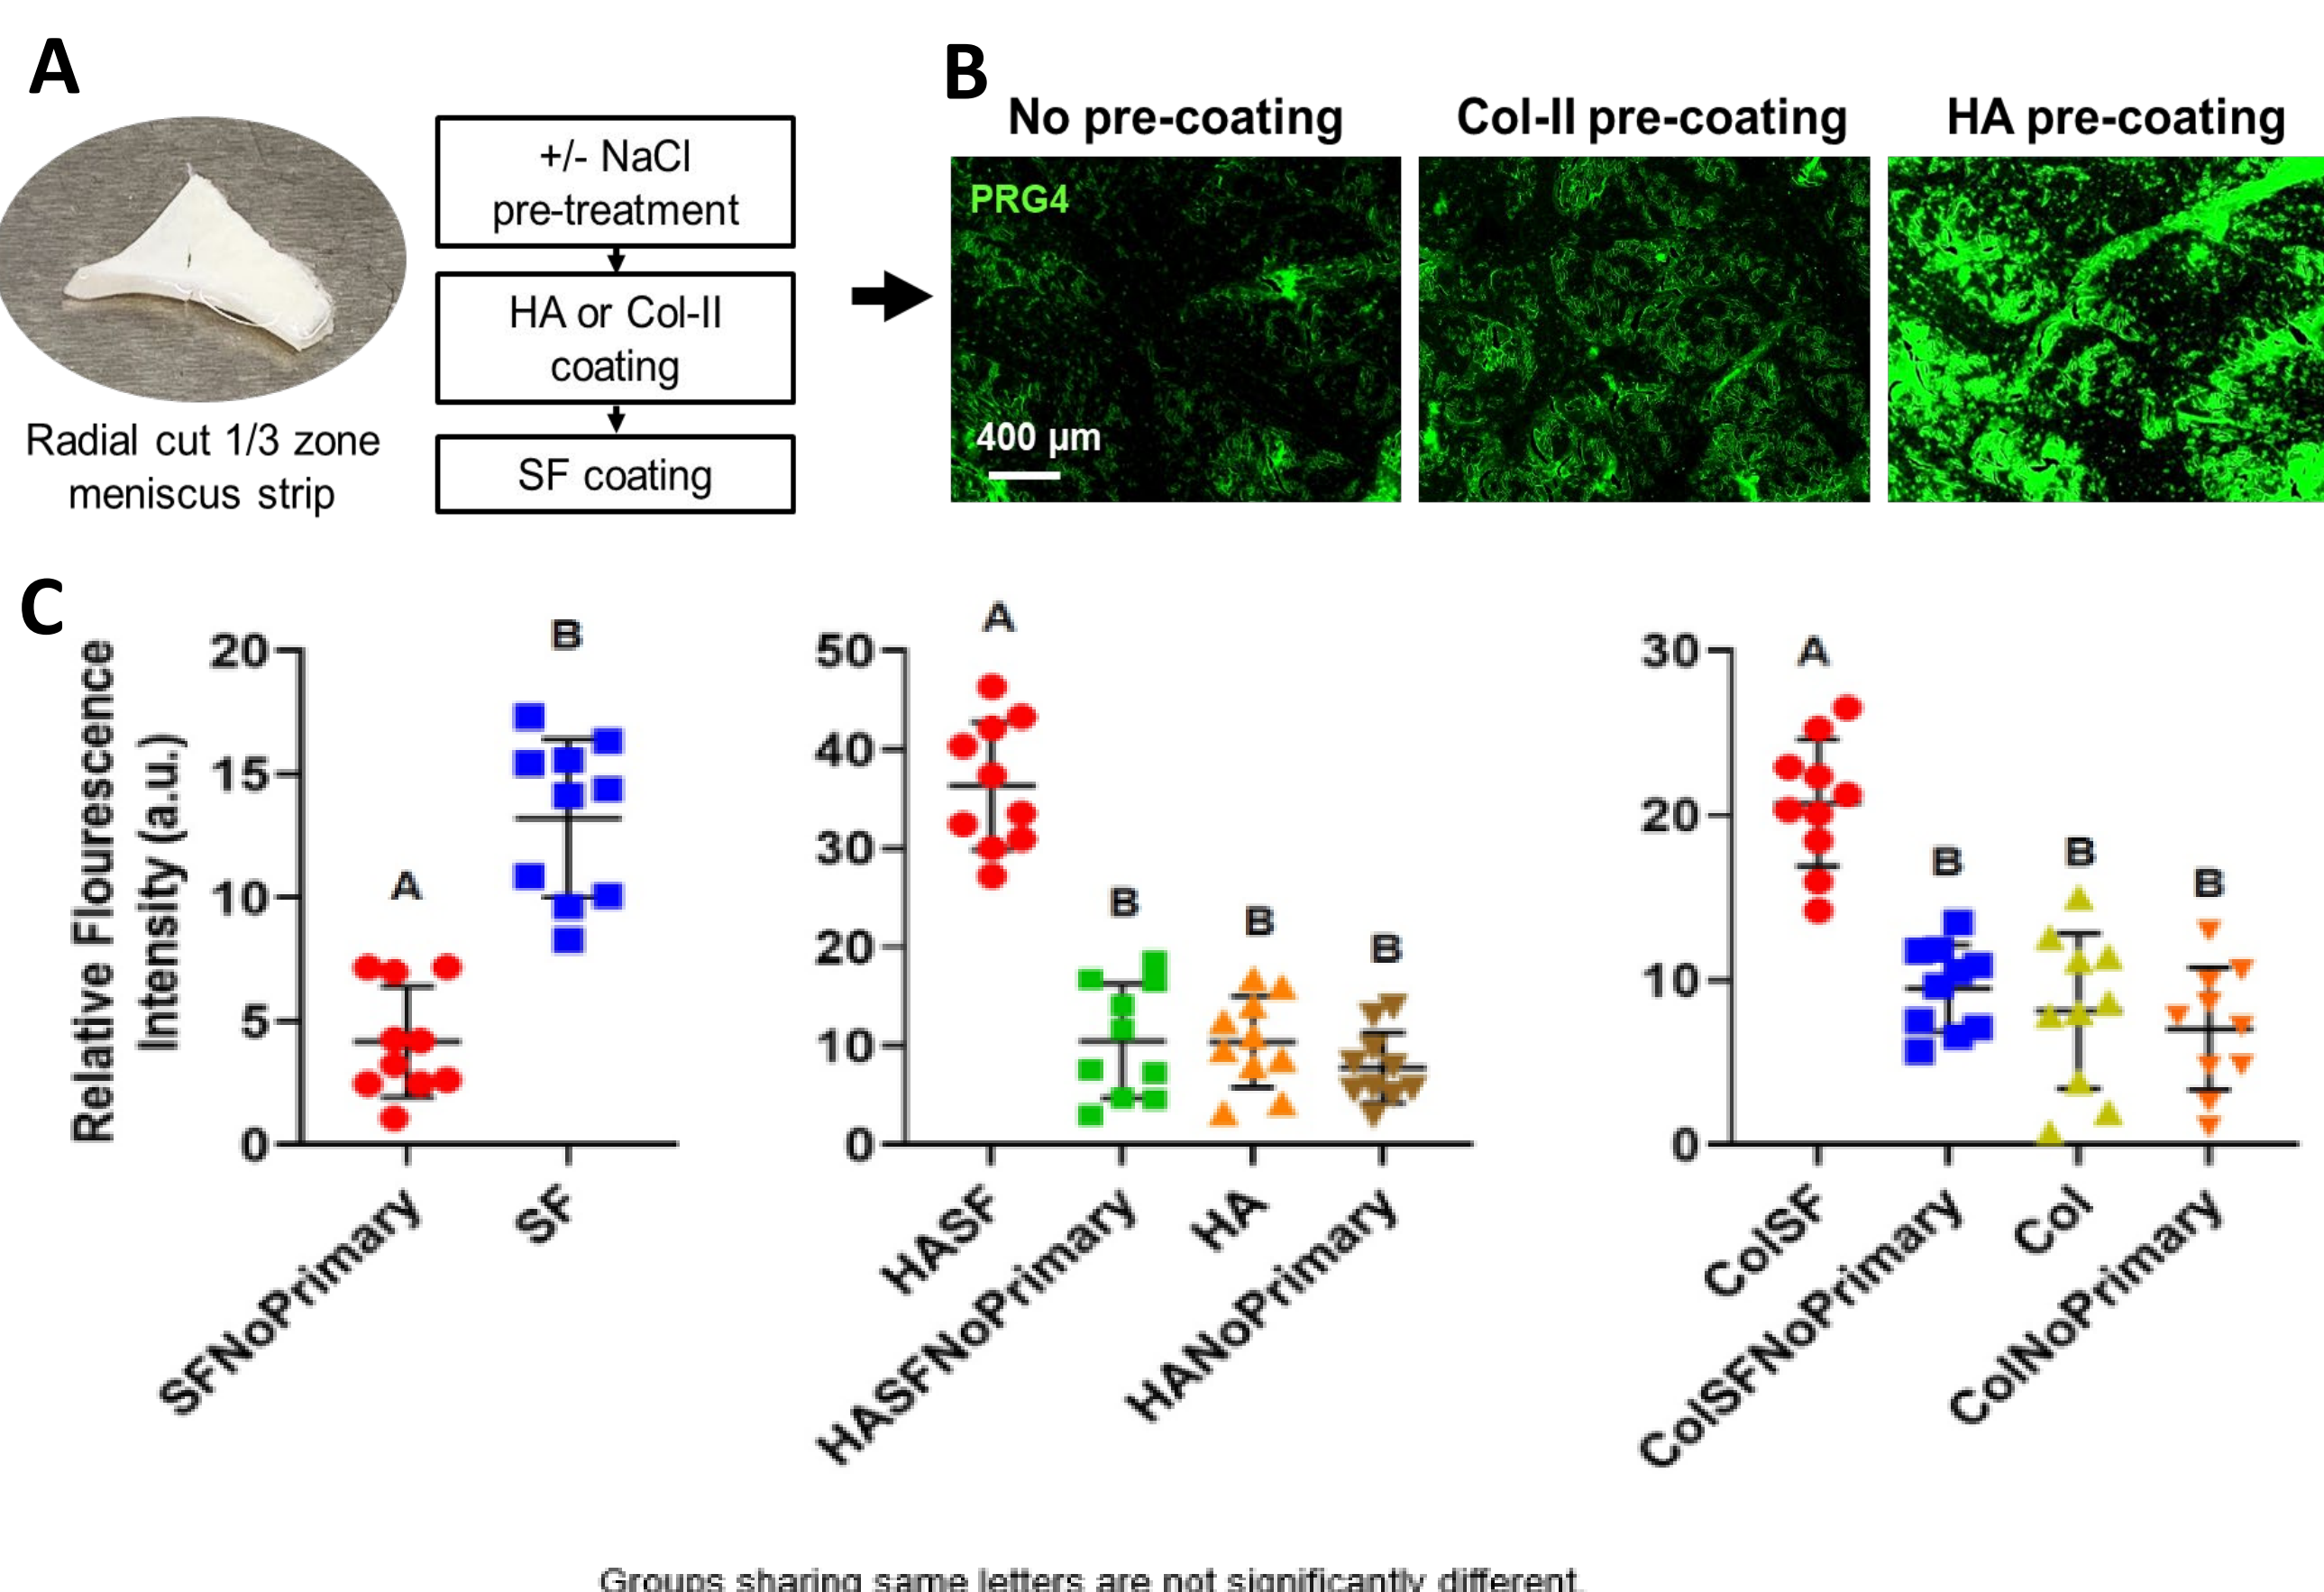 A
Radial cut 1/3 zone
meniscus strip
+/- NaCl
pre-treatment
HA or Col-II
coating
SF coating
B
No pre-coating
Col-II pre-coating
HA pre-coating
PRG4
400 µm
C
Relative Flourescence
Intensity (a.u.)
20
15
10
5
0
A
B
SFNoPrimary
SF
50
40
30
20
10
0
A
B
B
B
HASF
HASFNoPrimary
HA
HANoPrimary
30
20
10
0
A
B
B
B
ColSF
ColSFNoPrimary
Col
ColNoPrimary
Groups sharing same letters are not significantly different.